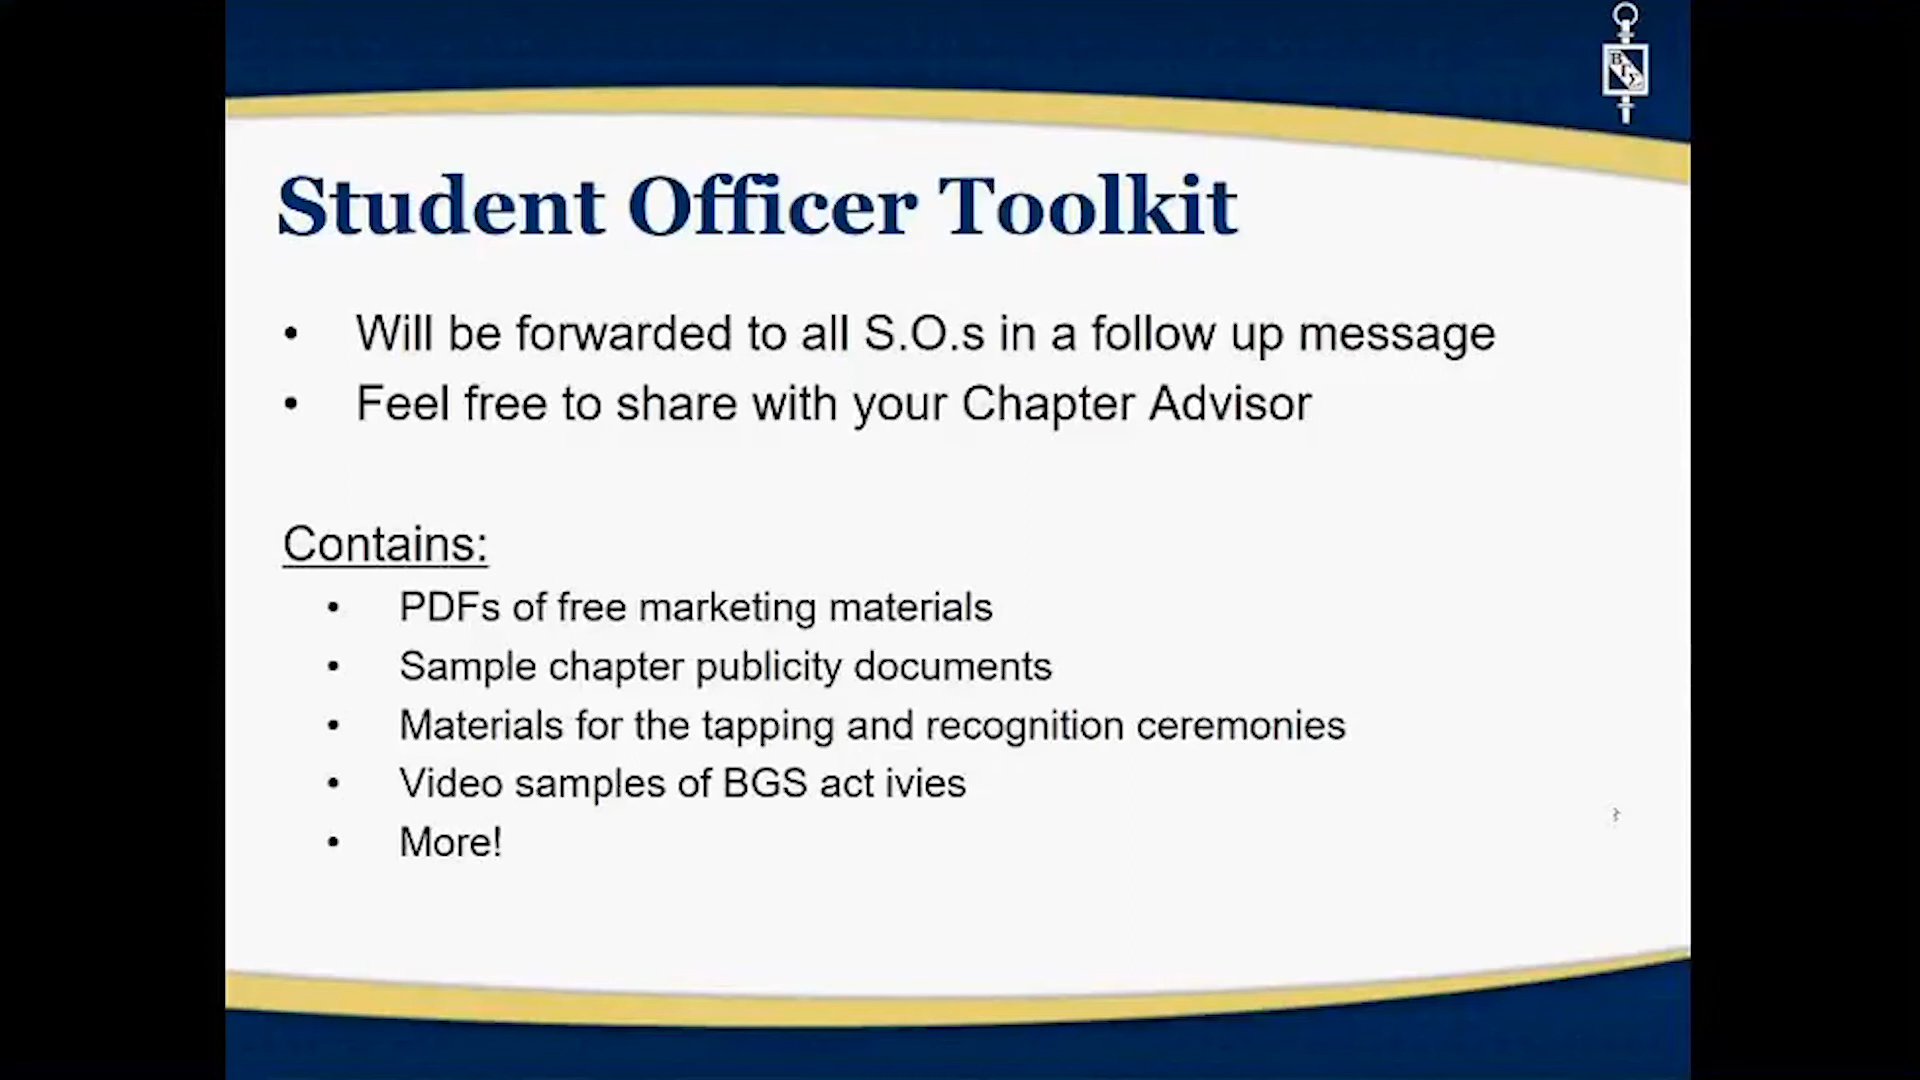 ΒΓΣ
Student Officer Toolkit
• Will be forwarded to all S.O.s in a follow up message
• Feel free to share with your Chapter Advisor
Contains:
• PDFs of free marketing materials
• Sample chapter publicity documents
• Materials for the tapping and recognition ceremonies
• Video samples of BGS act ivies
• More!